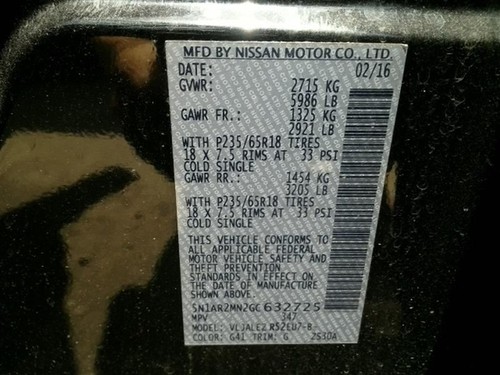 MFD BY NISSAN MOTOR CO., LTD.
DATE: 02/16
GVWR: 2715 KG
5986 LB
GAWR FR.: 1325 KG
2921 LB
WITH P235/65R18 TIRES
18 X 7.5 RIMS AT 33 PSI
COLD SINGLE
GAWR RR.: 1454 KG
3205 LB
WITH P235/65R18 TIRES
18 X 7.5 RIMS AT 33 PSI
COLD SINGLE
THIS VEHICLE CONFORMS TO
ALL APPLICABLE FEDERAL
MOTOR VEHICLE SAFETY AND
THEFT PREVENTION
STANDARDS IN EFFECT ON
THE DATE OF MANUFACTURE
SHOWN ABOVE.
5N1AR2MN2GC632725
MPV 347
MODEL: VLJALE2 R52EU7-B
COLOR: G41 TRIM: G 2530A